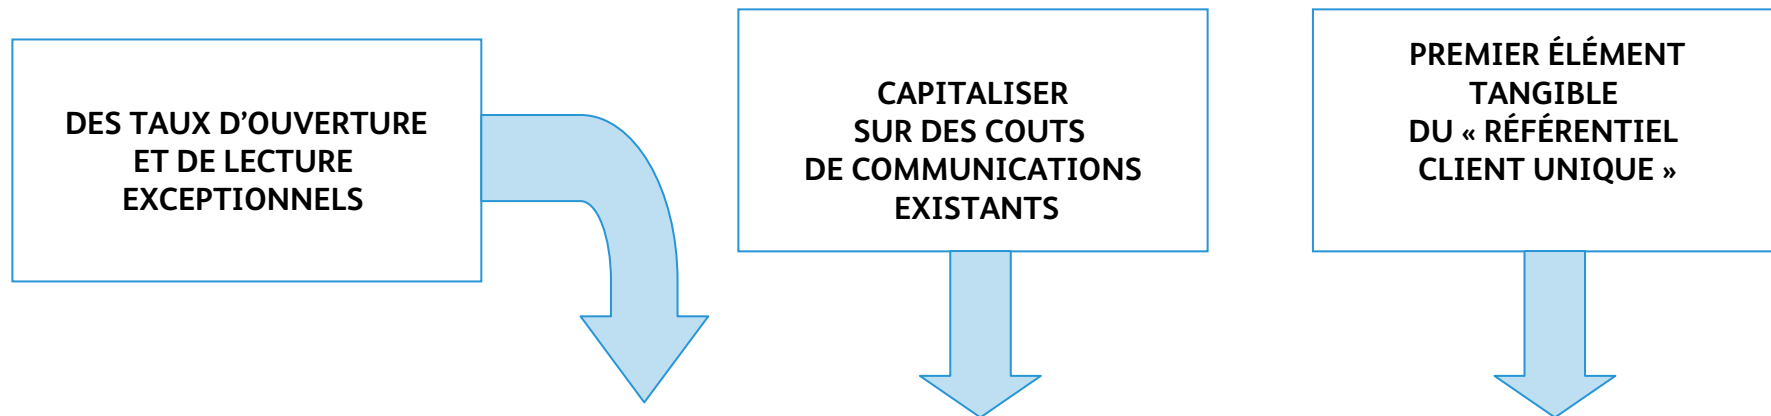 DES TAUX D’OUVERTURE
ET DE LECTURE
EXCEPTIONNELS
CAPITALISER
SUR DES COUTS
DE COMMUNICATIONS
EXISTANTS
PREMIER ÉLÉMENT
TANGIBLE
DU « RÉFÉRENTIEL
CLIENT UNIQUE »